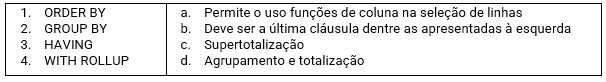 1. ORDER BY a. Permite o uso funções de coluna na seleção de linhas
2. GROUP BY b. Deve ser a última cláusula dentre as apresentadas à esquerda
3. HAVING c. Supertotalização
4. WITH ROLLUP d. Agrupamento e totalização